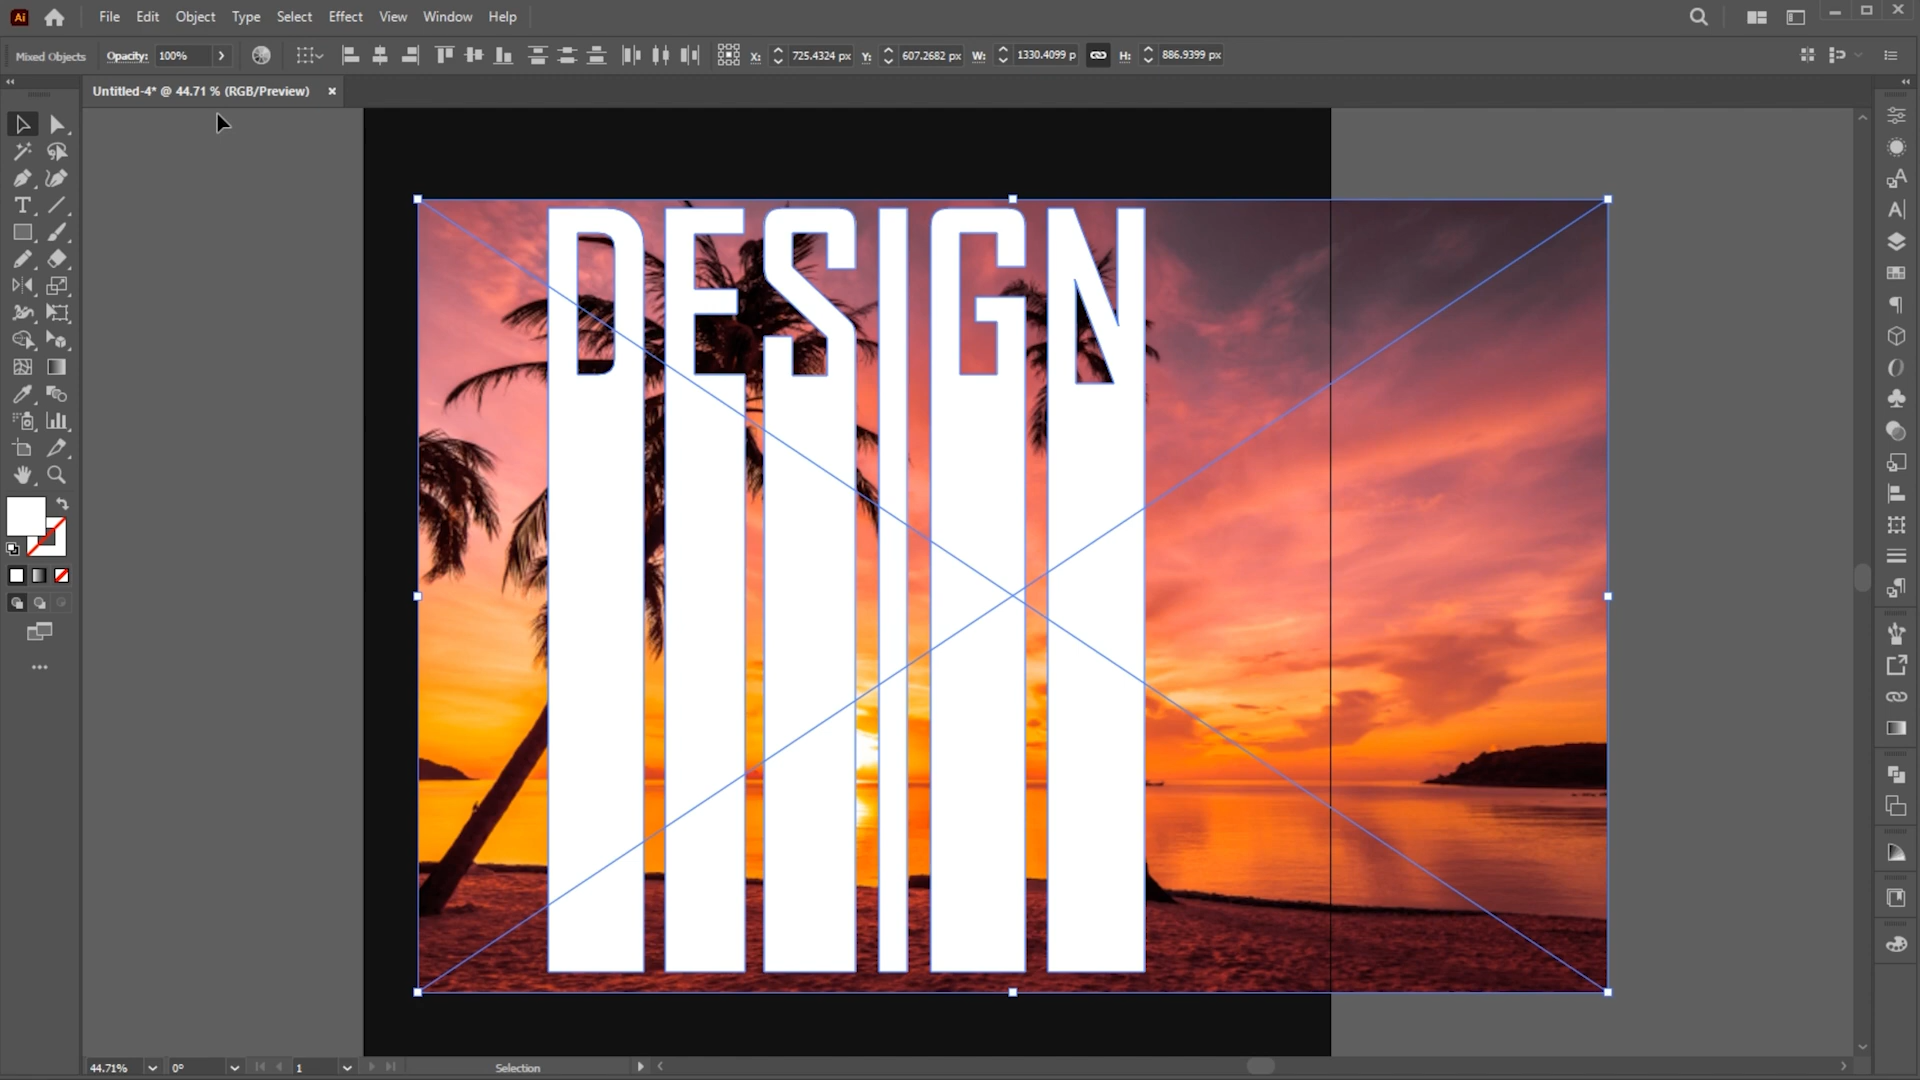 Ai File Edit Object Type Select Effect View Window Help
Mixed Objects Opacity: 100% X: 725.4324 px Y: 607.2682 px W: 1330.4099 p H: 886.9399 px
Untitled-4* @ 44.71 % (RGB/Preview) ×
DESIGN
44.71% 0° 1 Selection